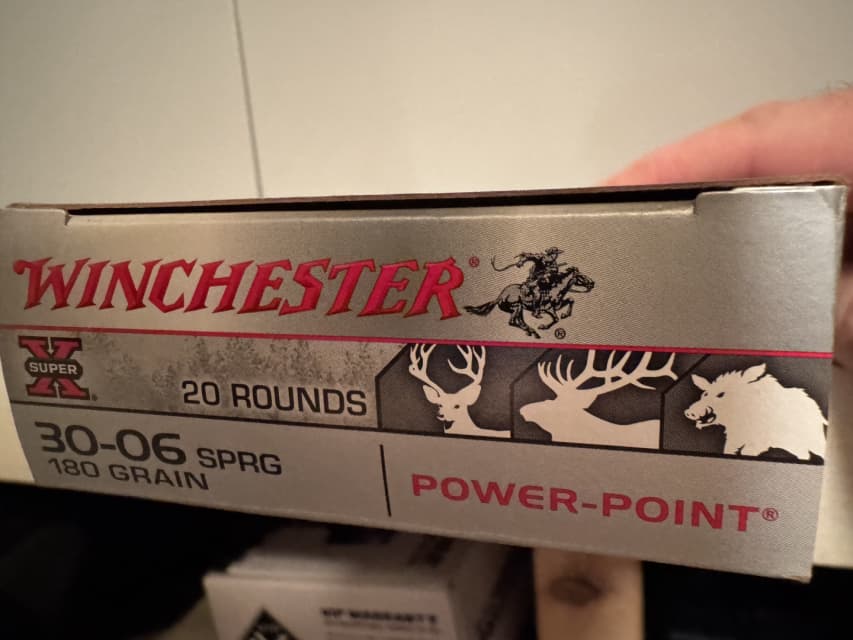 WINCHESTER®
®
X
SUPER
®
20 ROUNDS
30-06 SPRG
180 GRAIN
POWER-POINT®